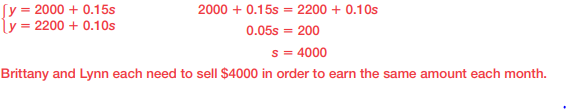 y = 2000 + 0.15s 2000 + 0.15s = 2200 + 0.10s
y = 2200 + 0.10s 0.05s = 200
s = 4000
Brittany and Lynn each need to sell $4000 in order to earn the same amount each month.